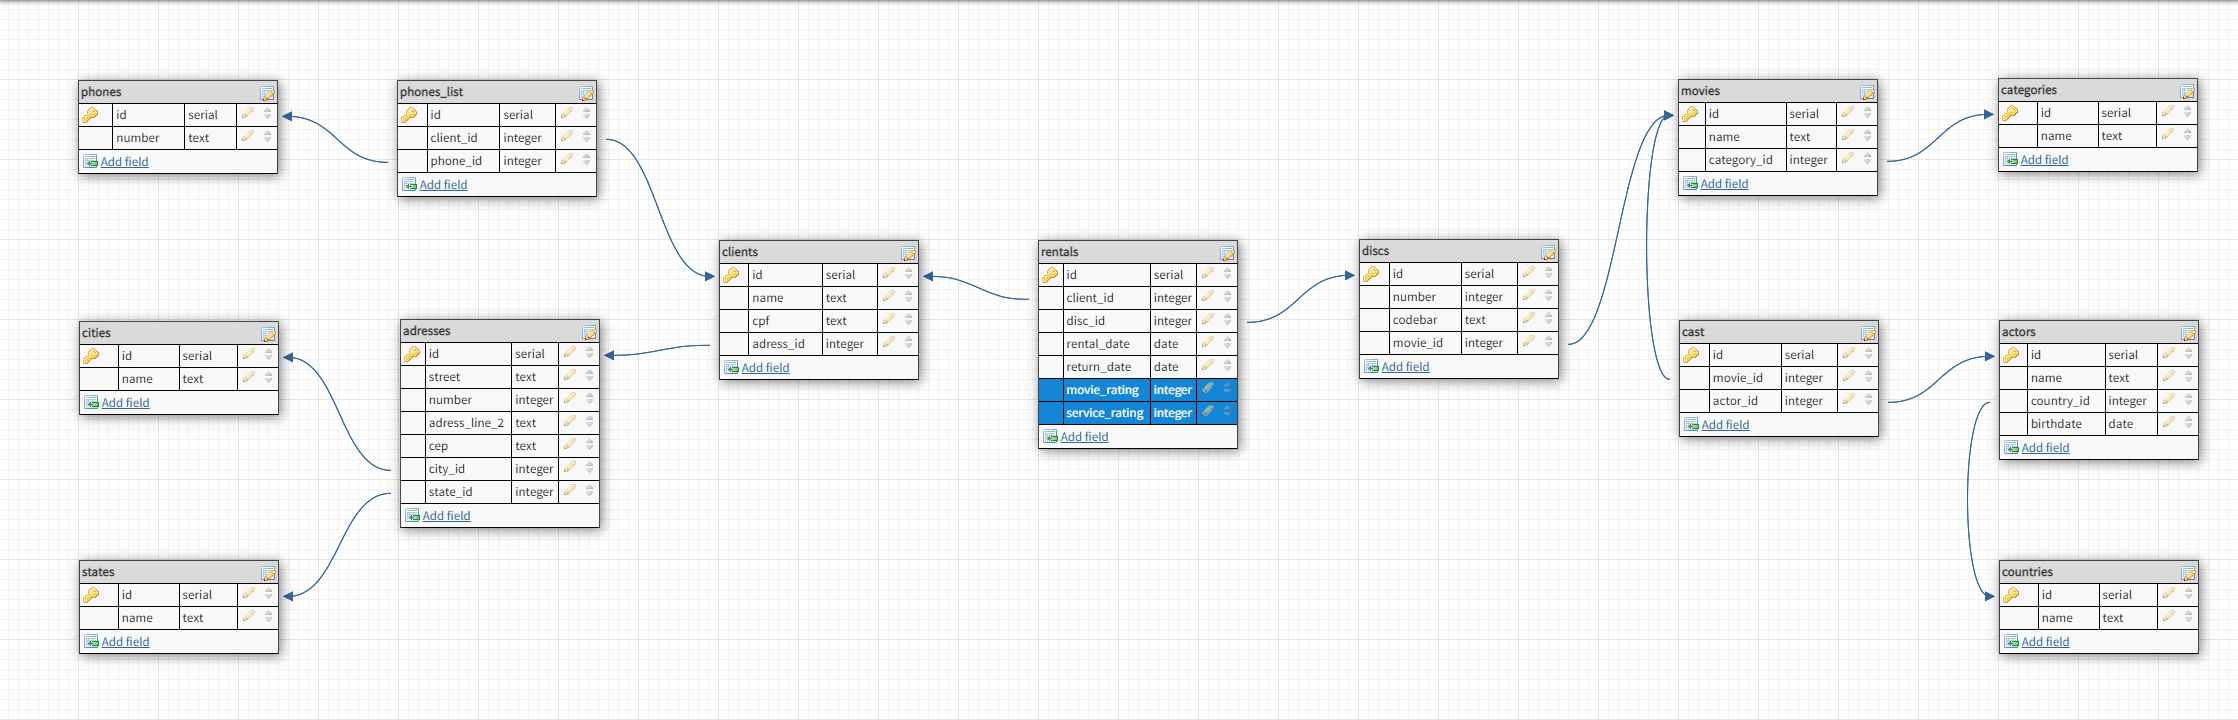 phones
id serial
number text
Add field
phones_list
id serial
client_id integer
phone_id integer
Add field
clients
id serial
name text
cpf text
adress_id integer
Add field
cities
id serial
name text
Add field
adresses
id serial
street text
number integer
adress_line_2 text
cep text
city_id integer
state_id integer
Add field
states
id serial
name text
Add field
rentals
id serial
client_id integer
disc_id integer
rental_date date
return_date date
movie_rating integer
service_rating integer
Add field
discs
id serial
number integer
codebar text
movie_id integer
Add field
movies
id serial
name text
category_id integer
Add field
categories
id serial
name text
Add field
cast
id serial
movie_id integer
actor_id integer
Add field
actors
id serial
name text
country_id integer
birthdate date
Add field
countries
id serial
name text
Add field